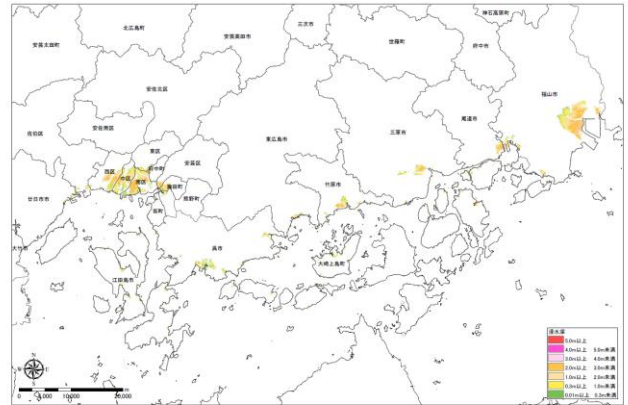 北広島町
三次市
神石高原町
安芸太田町
安芸高田市
世羅町
府中市
安佐北区
福山市
佐伯区
安佐南区
東広島市
三原市
尾道市
東区
安芸区
西区
中区
南区
府中町
海田町
竹原市
廿日市市
坂町
熊野町
大竹市
呉市
大崎上島町
江田島市
N
E
S
0
5,000
10,000
20,000
m
浸水深
5.0m以上
4.0m以上 5.0m未満
3.0m以上 4.0m未満
2.0m以上 3.0m未満
1.0m以上 2.0m未満
0.3m以上 1.0m未満
0.01m以上 0.3m未満